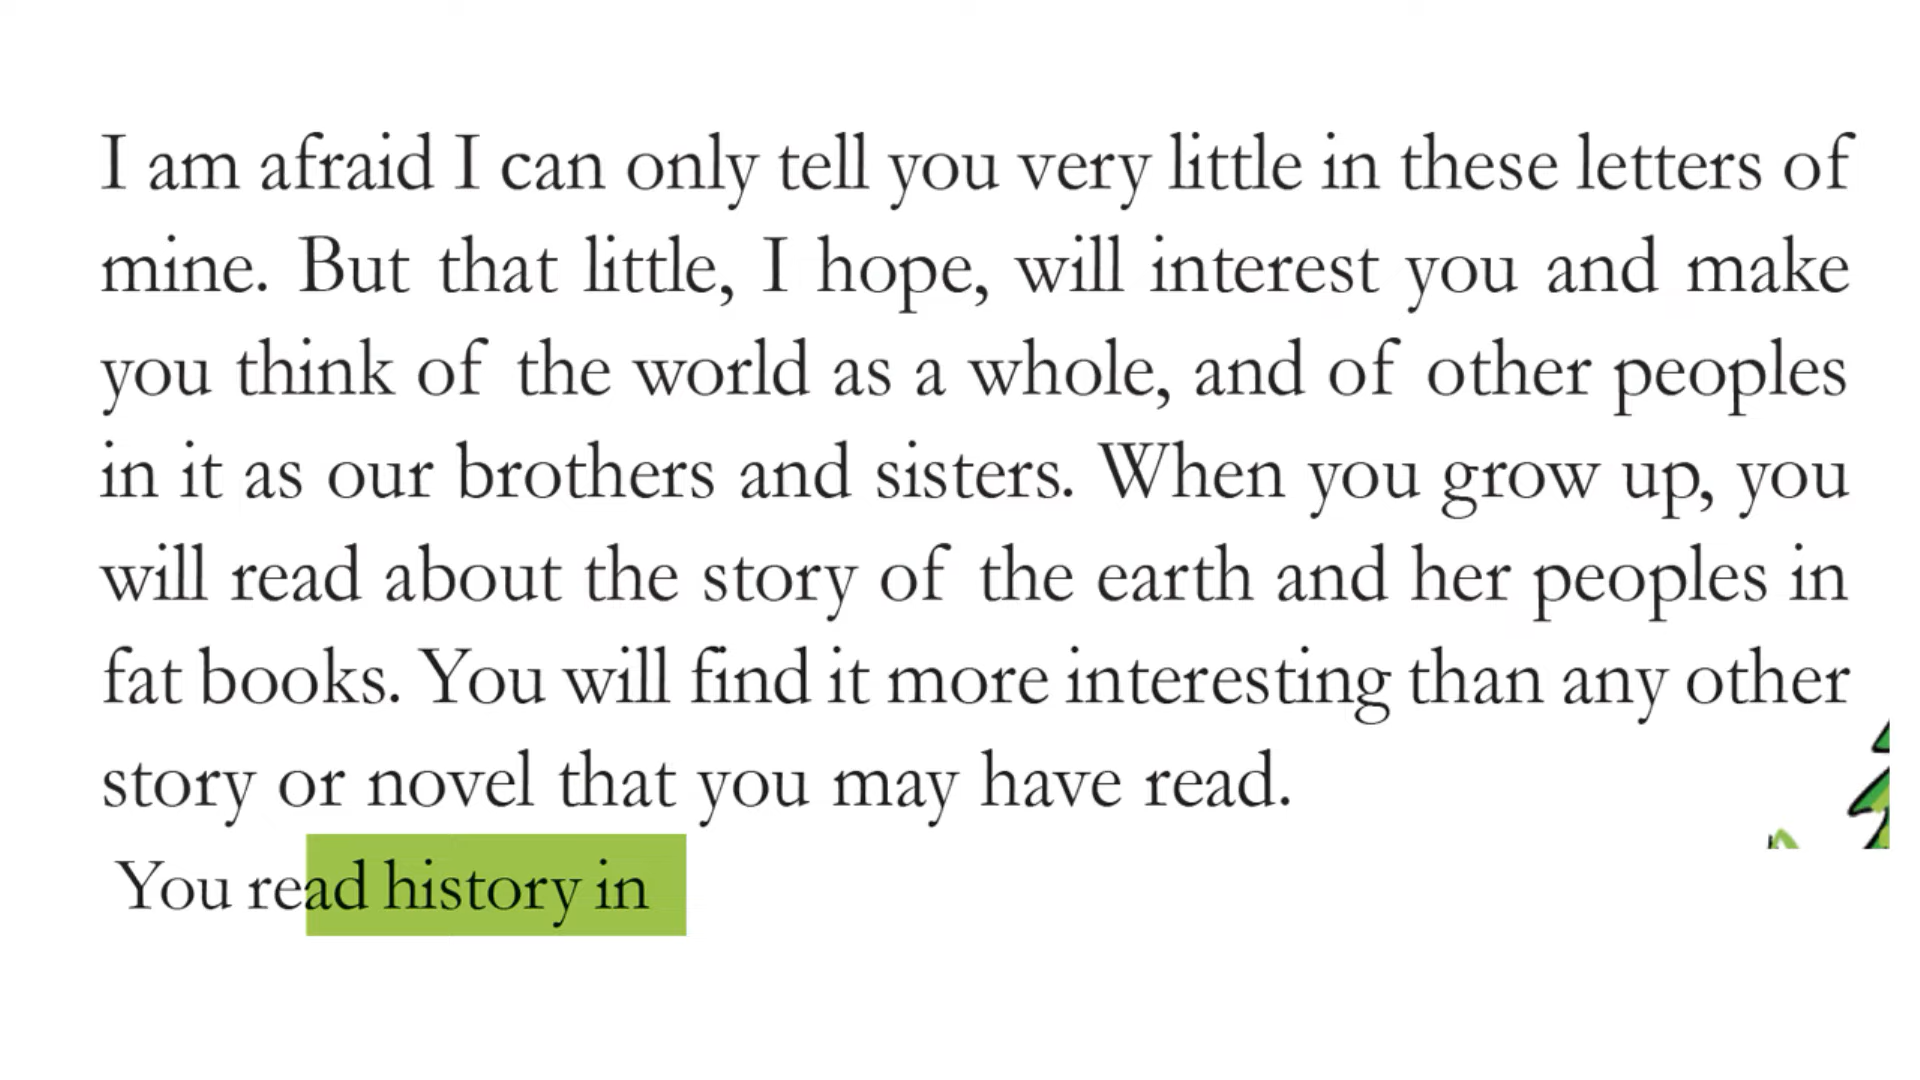 I am afraid I can only tell you very little in these letters of
mine. But that little, I hope, will interest you and make
you think of the world as a whole, and of other peoples
in it as our brothers and sisters. When you grow up, you
will read about the story of the earth and her peoples in
fat books. You will find it more interesting than any other
story or novel that you may have read.
You read history in